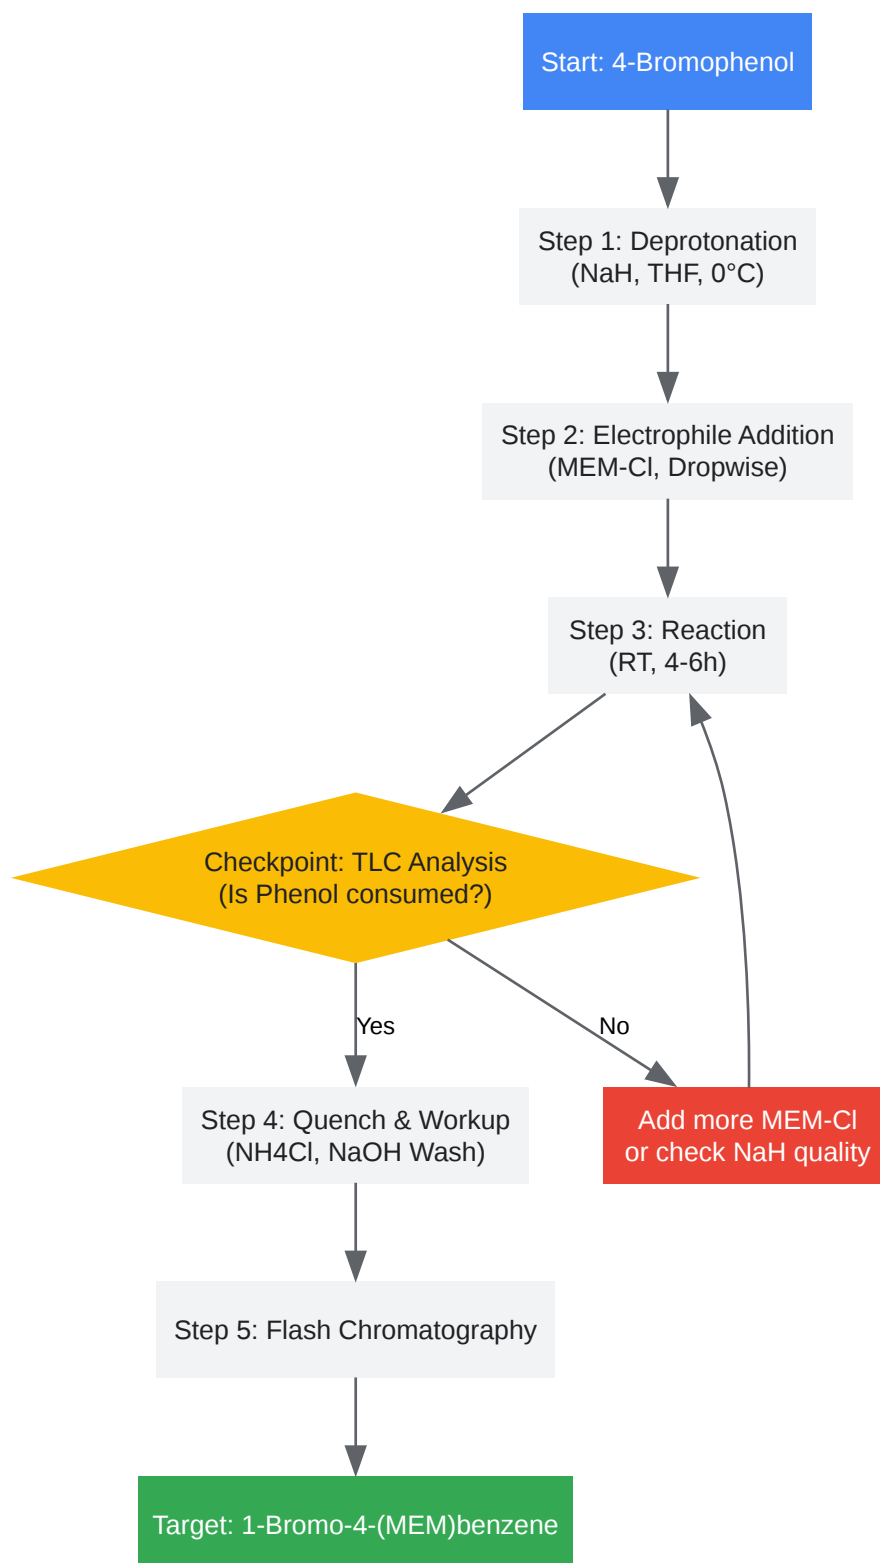 Start: 4-Bromophenol
Step 1: Deprotonation
(NaH, THF, 0°C)
Step 2: Electrophile Addition
(MEM-Cl, Dropwise)
Step 3: Reaction
(RT, 4-6h)
Checkpoint: TLC Analysis
(Is Phenol consumed?)
Yes
No
Step 4: Quench & Workup
(NH4Cl, NaOH Wash)
Add more MEM-Cl
or check NaH quality
Step 5: Flash Chromatography
Target: 1-Bromo-4-(MEM)benzene